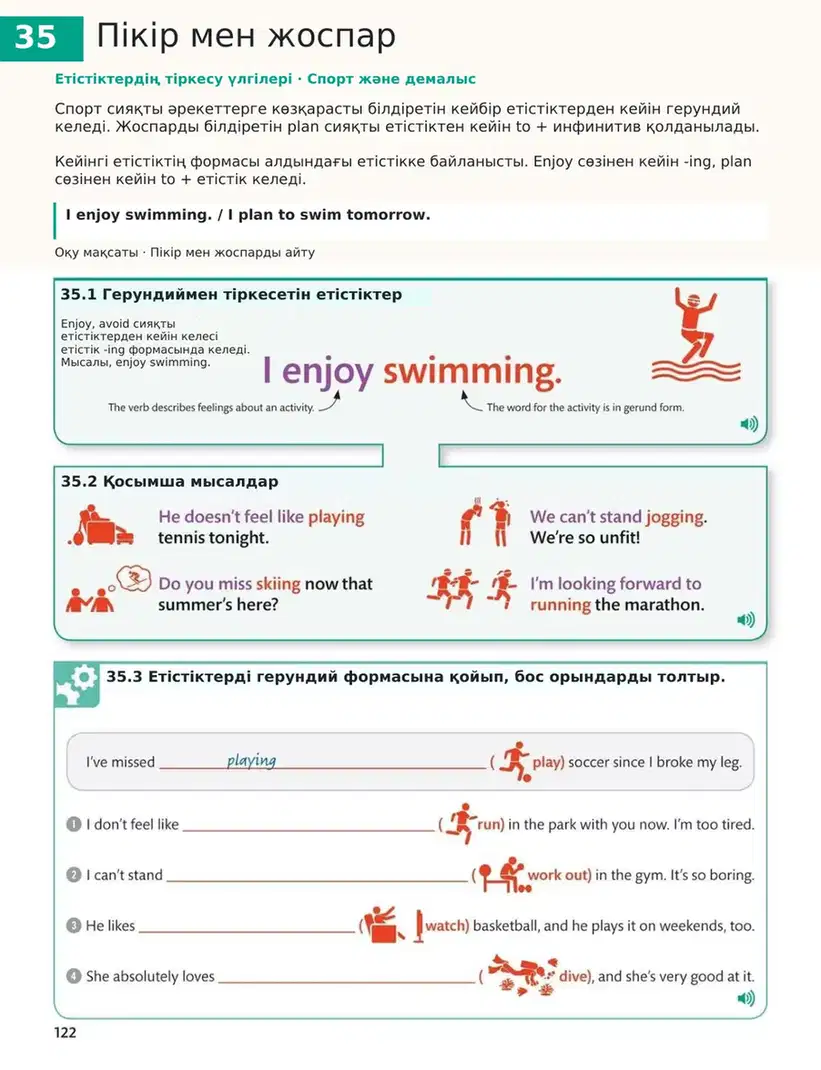 35
Пікір мен жоспар
Етістіктердің тіркесу үлгілері · Спорт және демалыс
Спорт сияқты әрекеттерге көзқарасты білдіретін кейбір етістіктерден кейін герундий
келеді. Жоспарды білдіретін plan сияқты етістіктен кейін to + инфинитив қолданылады.
Кейінгі етістіктің формасы алдындағы етістікке байланысты. Enjoy сөзінен кейін -ing, plan
сөзінен кейін to + етістік келеді.
I enjoy swimming. / I plan to swim tomorrow.
Оқу мақсаты · Пікір мен жоспарды айту
35.1 Герундиймен тіркесетін етістіктер
Enjoy, avoid сияқты
етістіктерден кейін келесі
етістік -ing формасында келеді.
Мысалы, enjoy swimming.
I enjoy swimming.
The verb describes feelings about an activity.
The word for the activity is in gerund form.
35.2 Қосымша мысалдар
He doesn't feel like playing
tennis tonight.
We can't stand jogging.
We're so unfit!
Do you miss skiing now that
summer's here?
I'm looking forward to
running the marathon.
35.3 Етістіктерді герундий формасына қойып, бос орындарды толтыр.
I've missed playing (play) soccer since I broke my leg.
1 I don't feel like (run) in the park with you now. I'm too tired.
2 I can't stand (work out) in the gym. It's so boring.
3 He likes (watch) basketball, and he plays it on weekends, too.
4 She absolutely loves (dive), and she's very good at it.
122